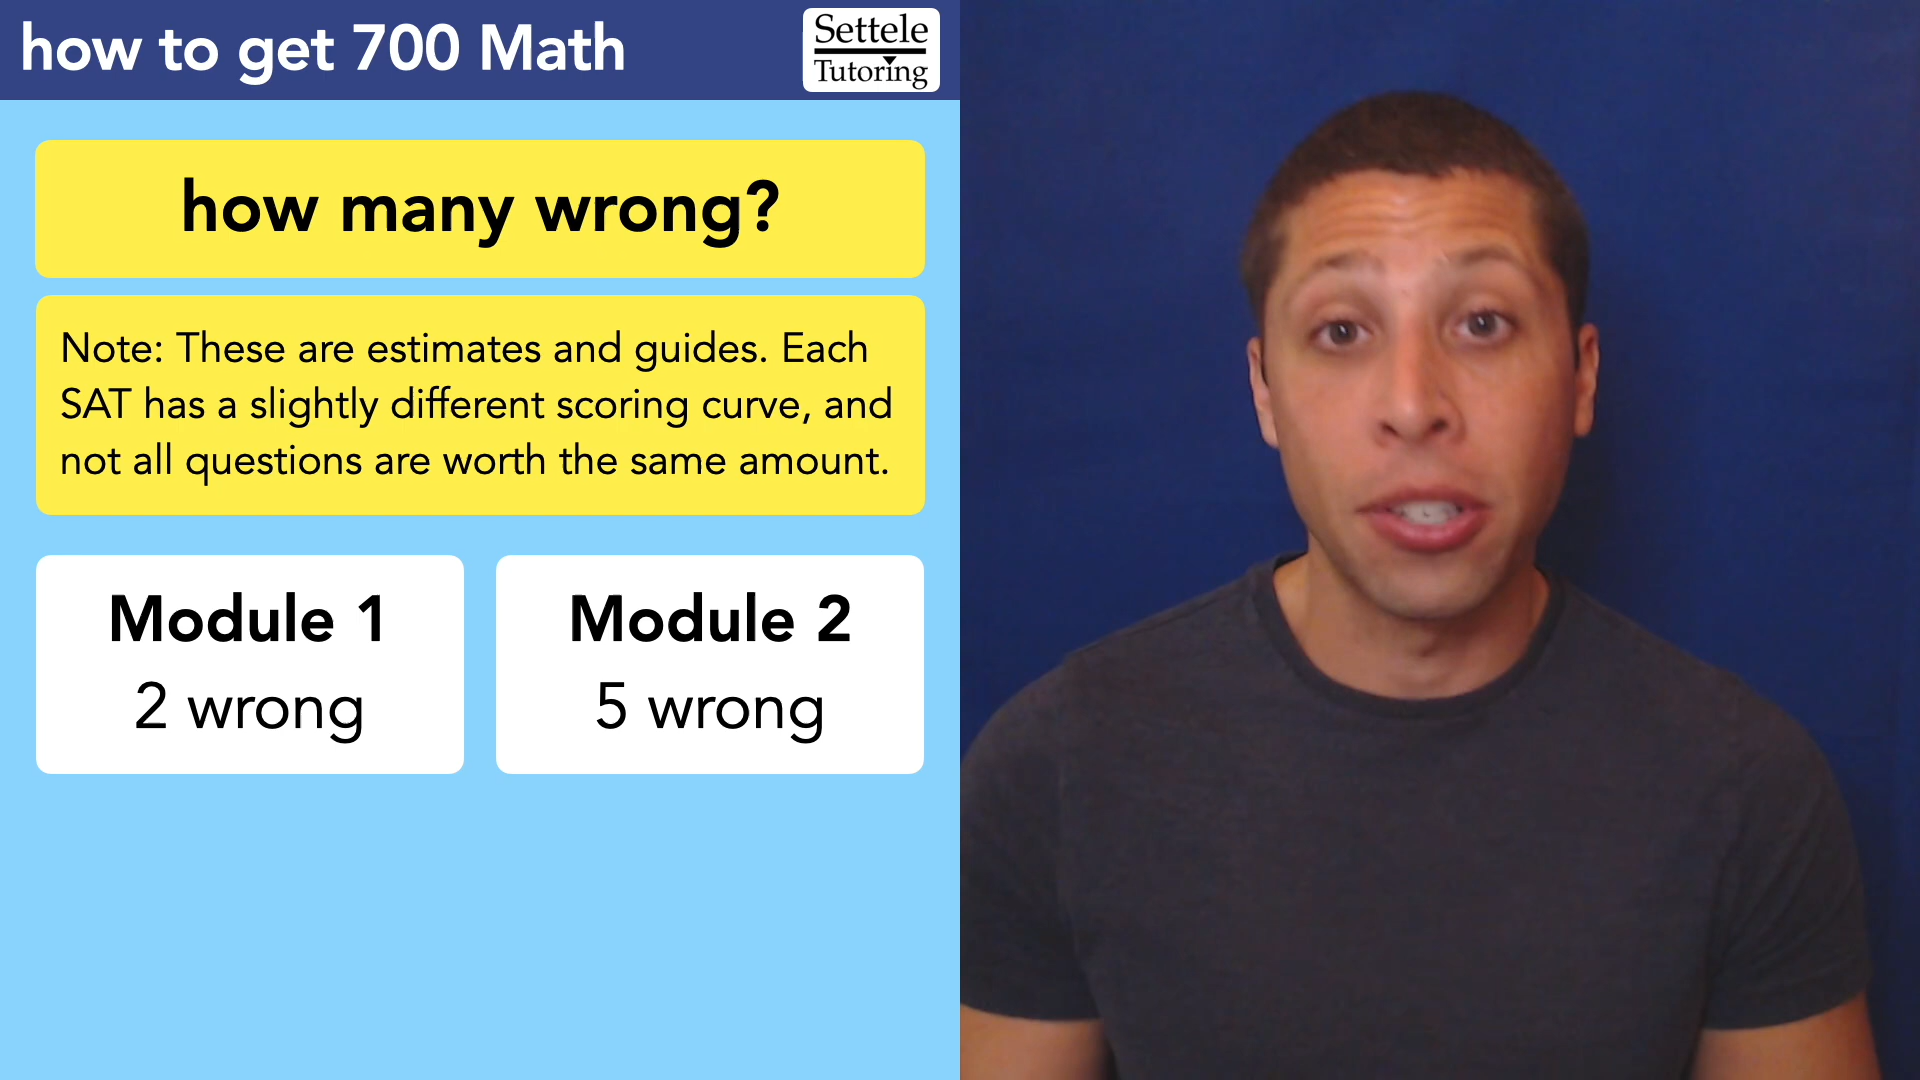 how to get 700 Math
Settele
Tutoring
how many wrong?
Note: These are estimates and guides. Each
SAT has a slightly different scoring curve, and
not all questions are worth the same amount.
Module 1
2 wrong
Module 2
5 wrong